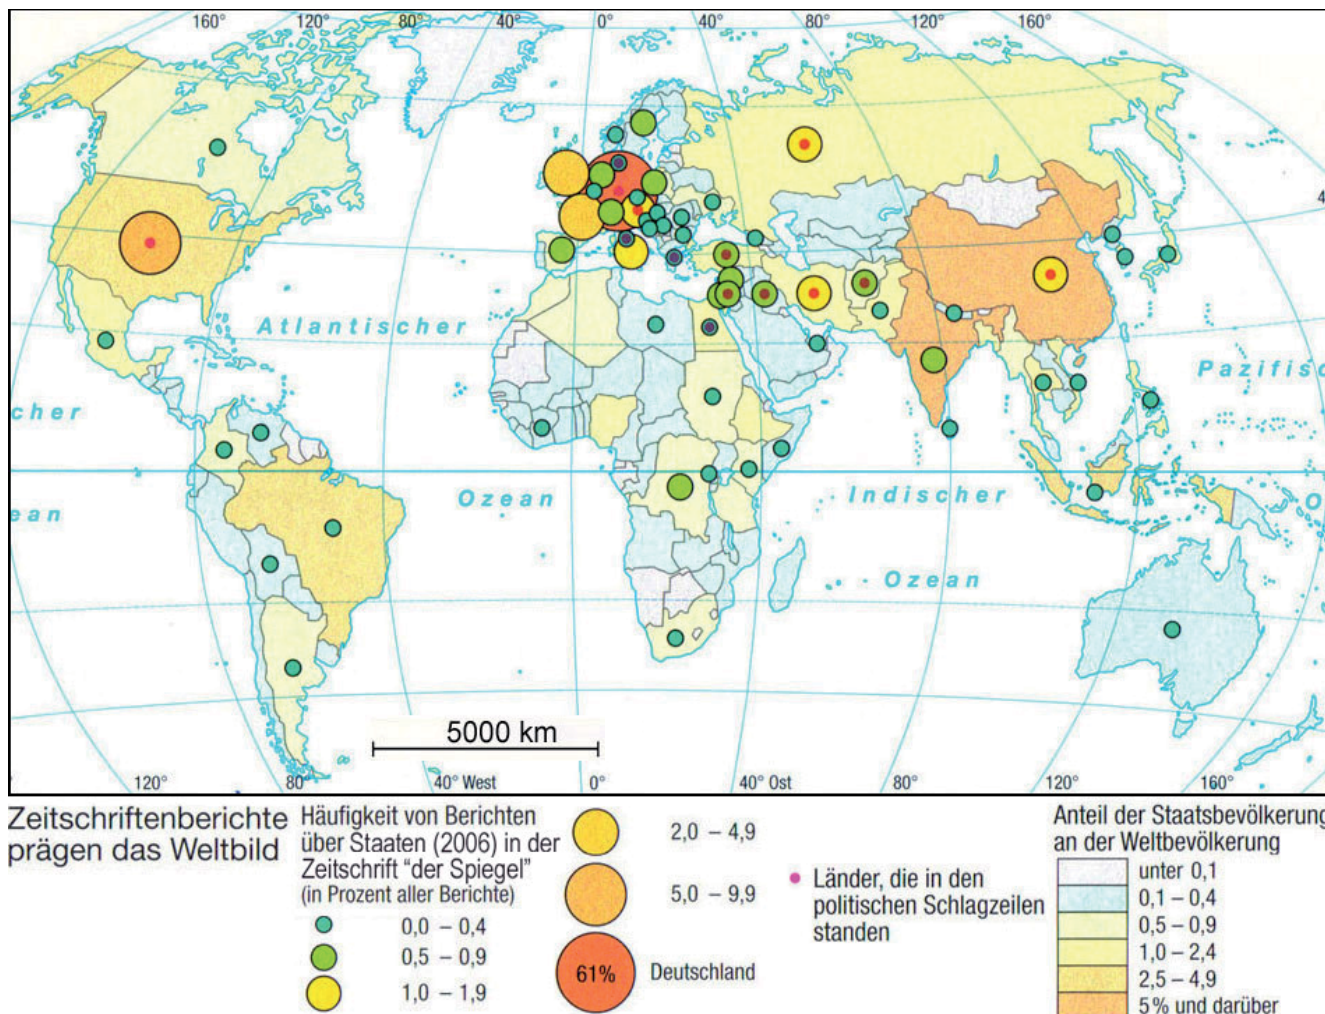 160° 120° 80° 40° 0° 40° 80° 120° 160°
4
Atlantischer
Pazifisc
cher
Ozean
Indischer
ean
O
Ozean
5000 km
120° 80° 40° West 0° 40° Ost 80° 120° 160°
Zeitschriftenberichte
prägen das Weltbild
Häufigkeit von Berichten
über Staaten (2006) in der
Zeitschrift "der Spiegel"
(in Prozent aller Berichte)
0,0 – 0,4
0,5 – 0,9
1,0 – 1,9
2,0 – 4,9
5,0 – 9,9
61% Deutschland
Länder, die in den
politischen Schlagzeilen
standen
Anteil der Staatsbevölkerung
an der Weltbevölkerung
unter 0,1
0,1 – 0,4
0,5 – 0,9
1,0 – 2,4
2,5 – 4,9
5% und darüber